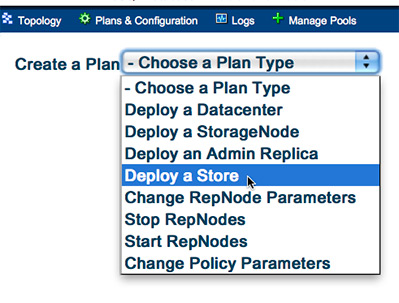 Topology Plans & Configuration Logs Manage Pools
Create a Plan - Choose a Plan Type
- Choose a Plan Type
Deploy a Datacenter
Deploy a StorageNode
Deploy an Admin Replica
Deploy a Store
Change RepNode Parameters
Stop RepNodes
Start RepNodes
Change Policy Parameters